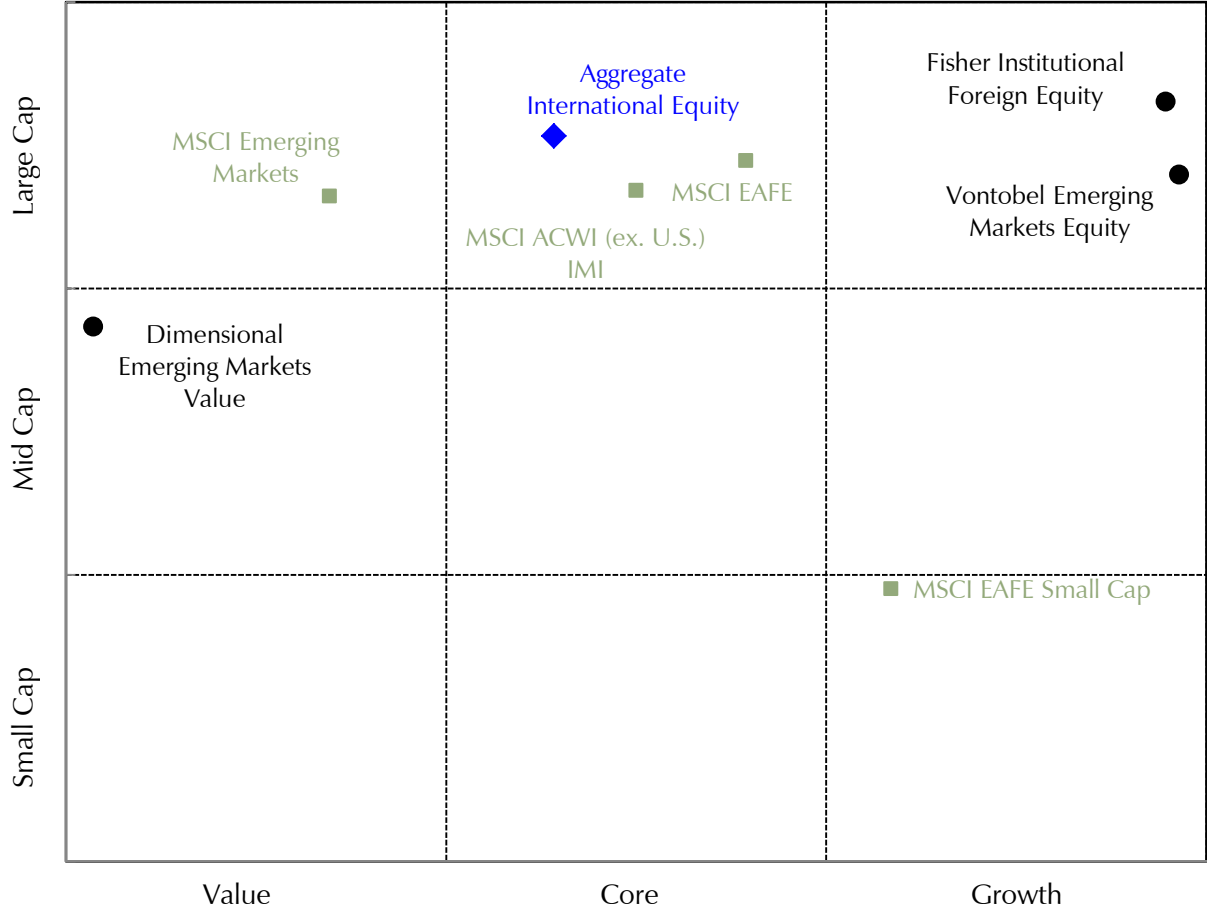 Large Cap
Mid Cap
Small Cap
MSCI Emerging
Markets
Aggregate
International Equity
MSCI EAFE
MSCI ACWI (ex. U.S.)
IMI
Fisher Institutional
Foreign Equity
Vontobel Emerging
Markets Equity
Dimensional
Emerging Markets
Value
MSCI EAFE Small Cap
Value
Core
Growth